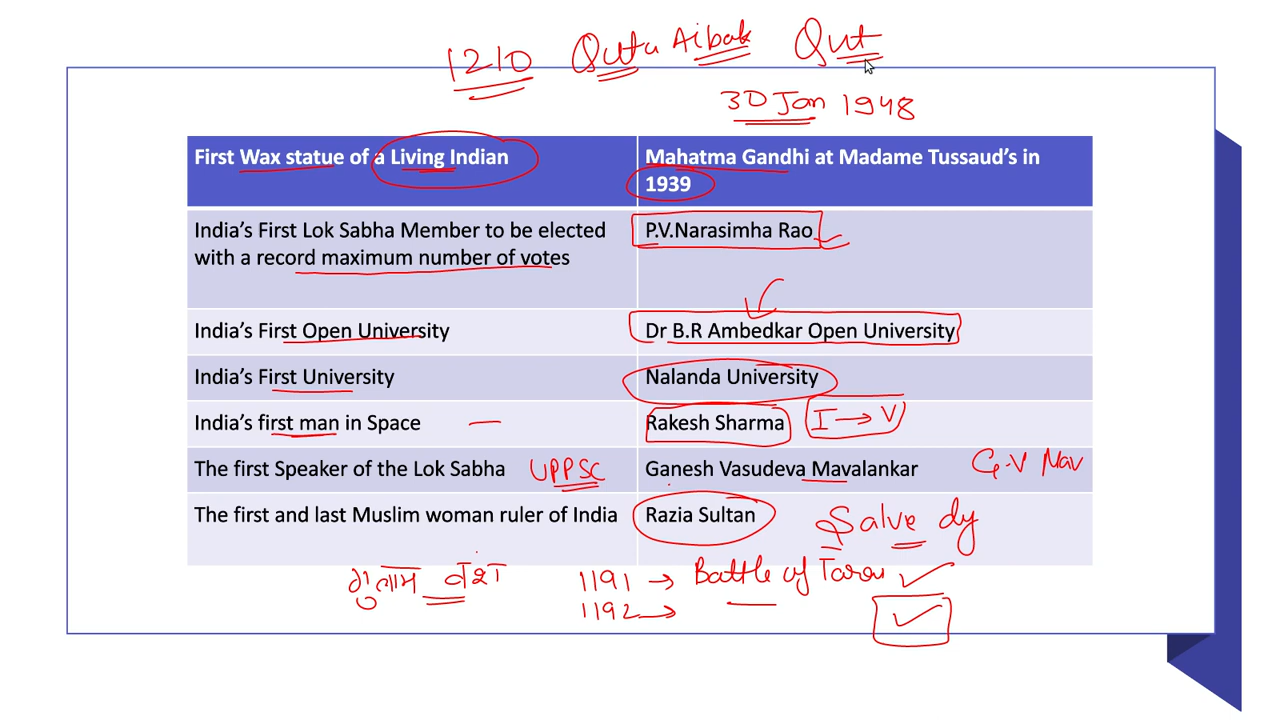 1210 Qutu Aibak Qut
30 Jan 1948
First Wax statue of a Living Indian
Mahatma Gandhi at Madame Tussaud's in
1939
India's First Lok Sabha Member to be elected
with a record maximum number of votes
P.V.Narasimha Rao
India's First Open University
Dr B.R Ambedkar Open University
India's First University
Nalanda University
India's first man in Space
Rakesh Sharma
I → V
The first Speaker of the Lok Sabha
UPPSC
Ganesh Vasudeva Mavalankar
G.V Mav
The first and last Muslim woman ruler of India
Razia Sultan
Salve dy
गुलाम वंश
1191 → Battle of Tarou
1192 →